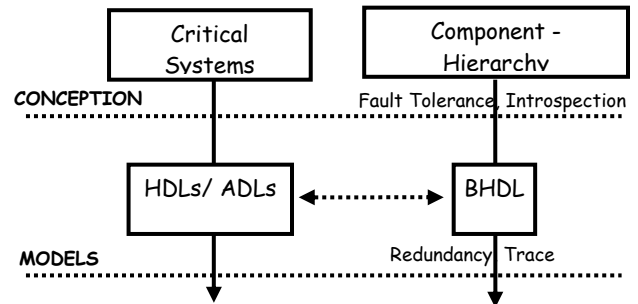 Critical
Systems
Component -
Hierarchy
CONCEPTION
Fault Tolerance, Introspection
HDLs/ ADLs
BHDL
MODELS
Redundancy Trace